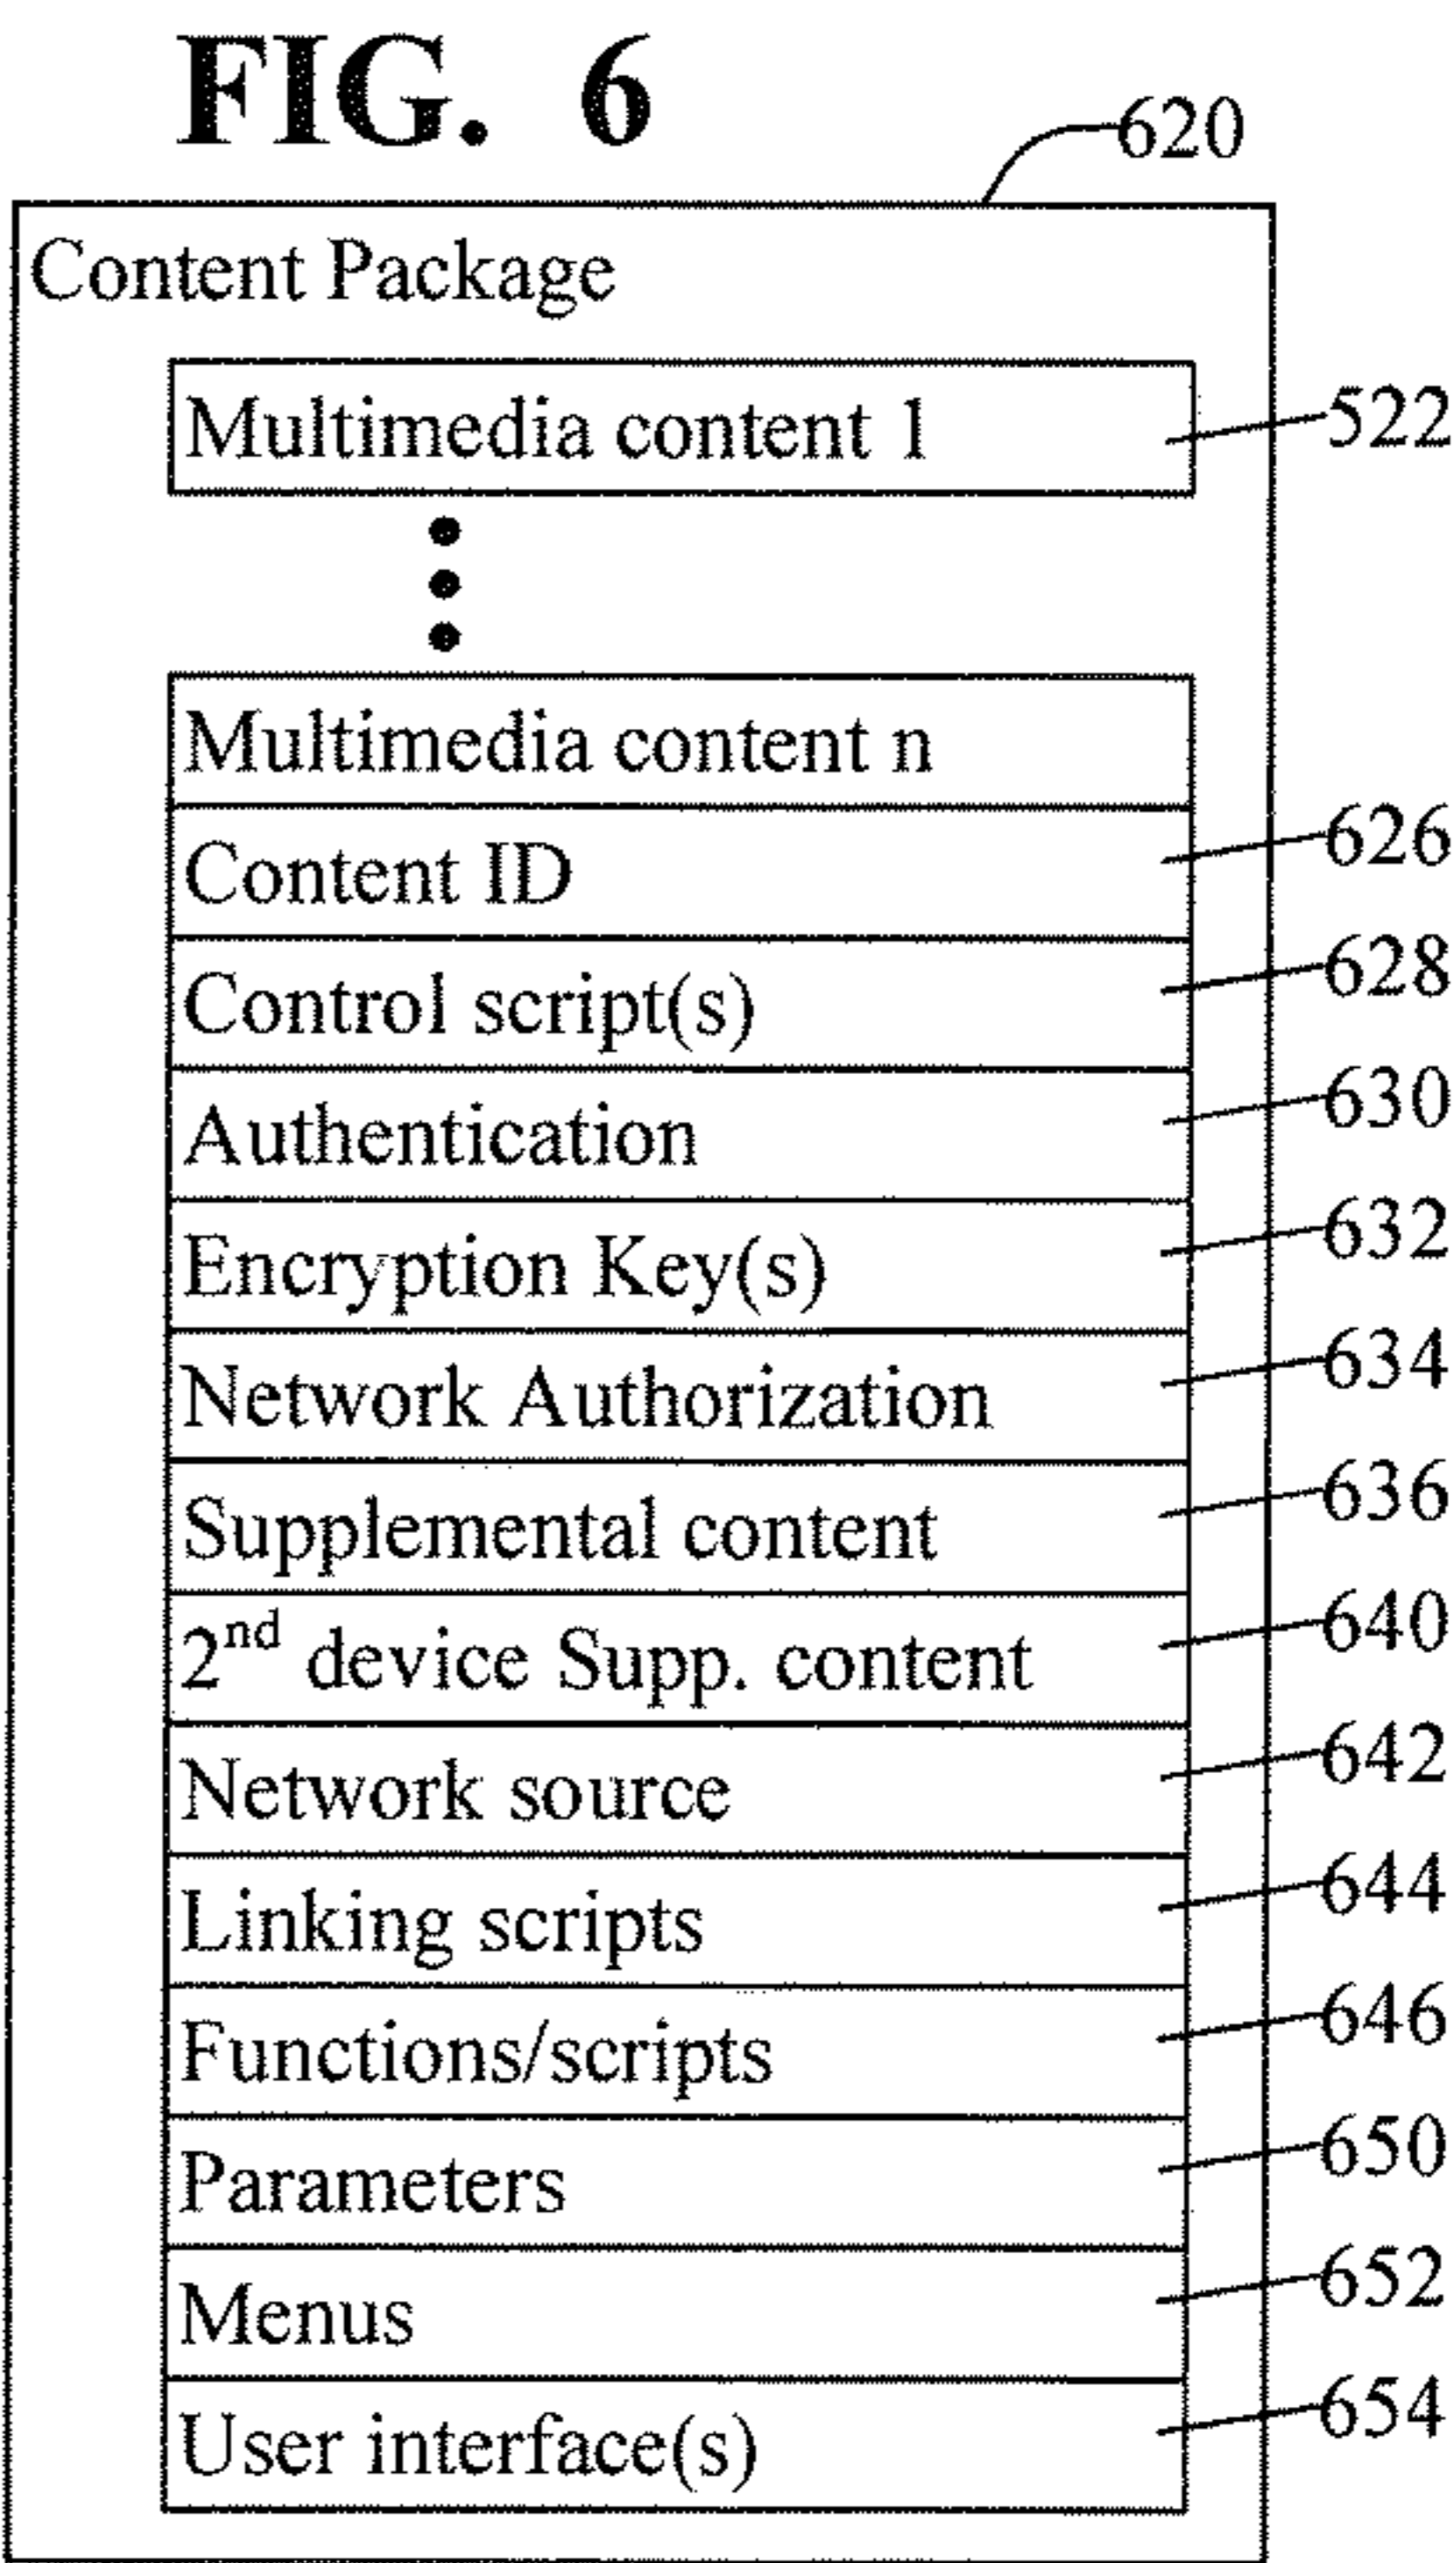 FIG. 6
620
Content Package
Multimedia content 1 522
Multimedia content n
Content ID 626
Control script(s) 628
Authentication 630
Encryption Key(s) 632
Network Authorization 634
Supplemental content 636
2nd device Supp. content 640
Network source 642
Linking scripts 644
Functions/scripts 646
Parameters 650
Menus 652
User interface(s) 654